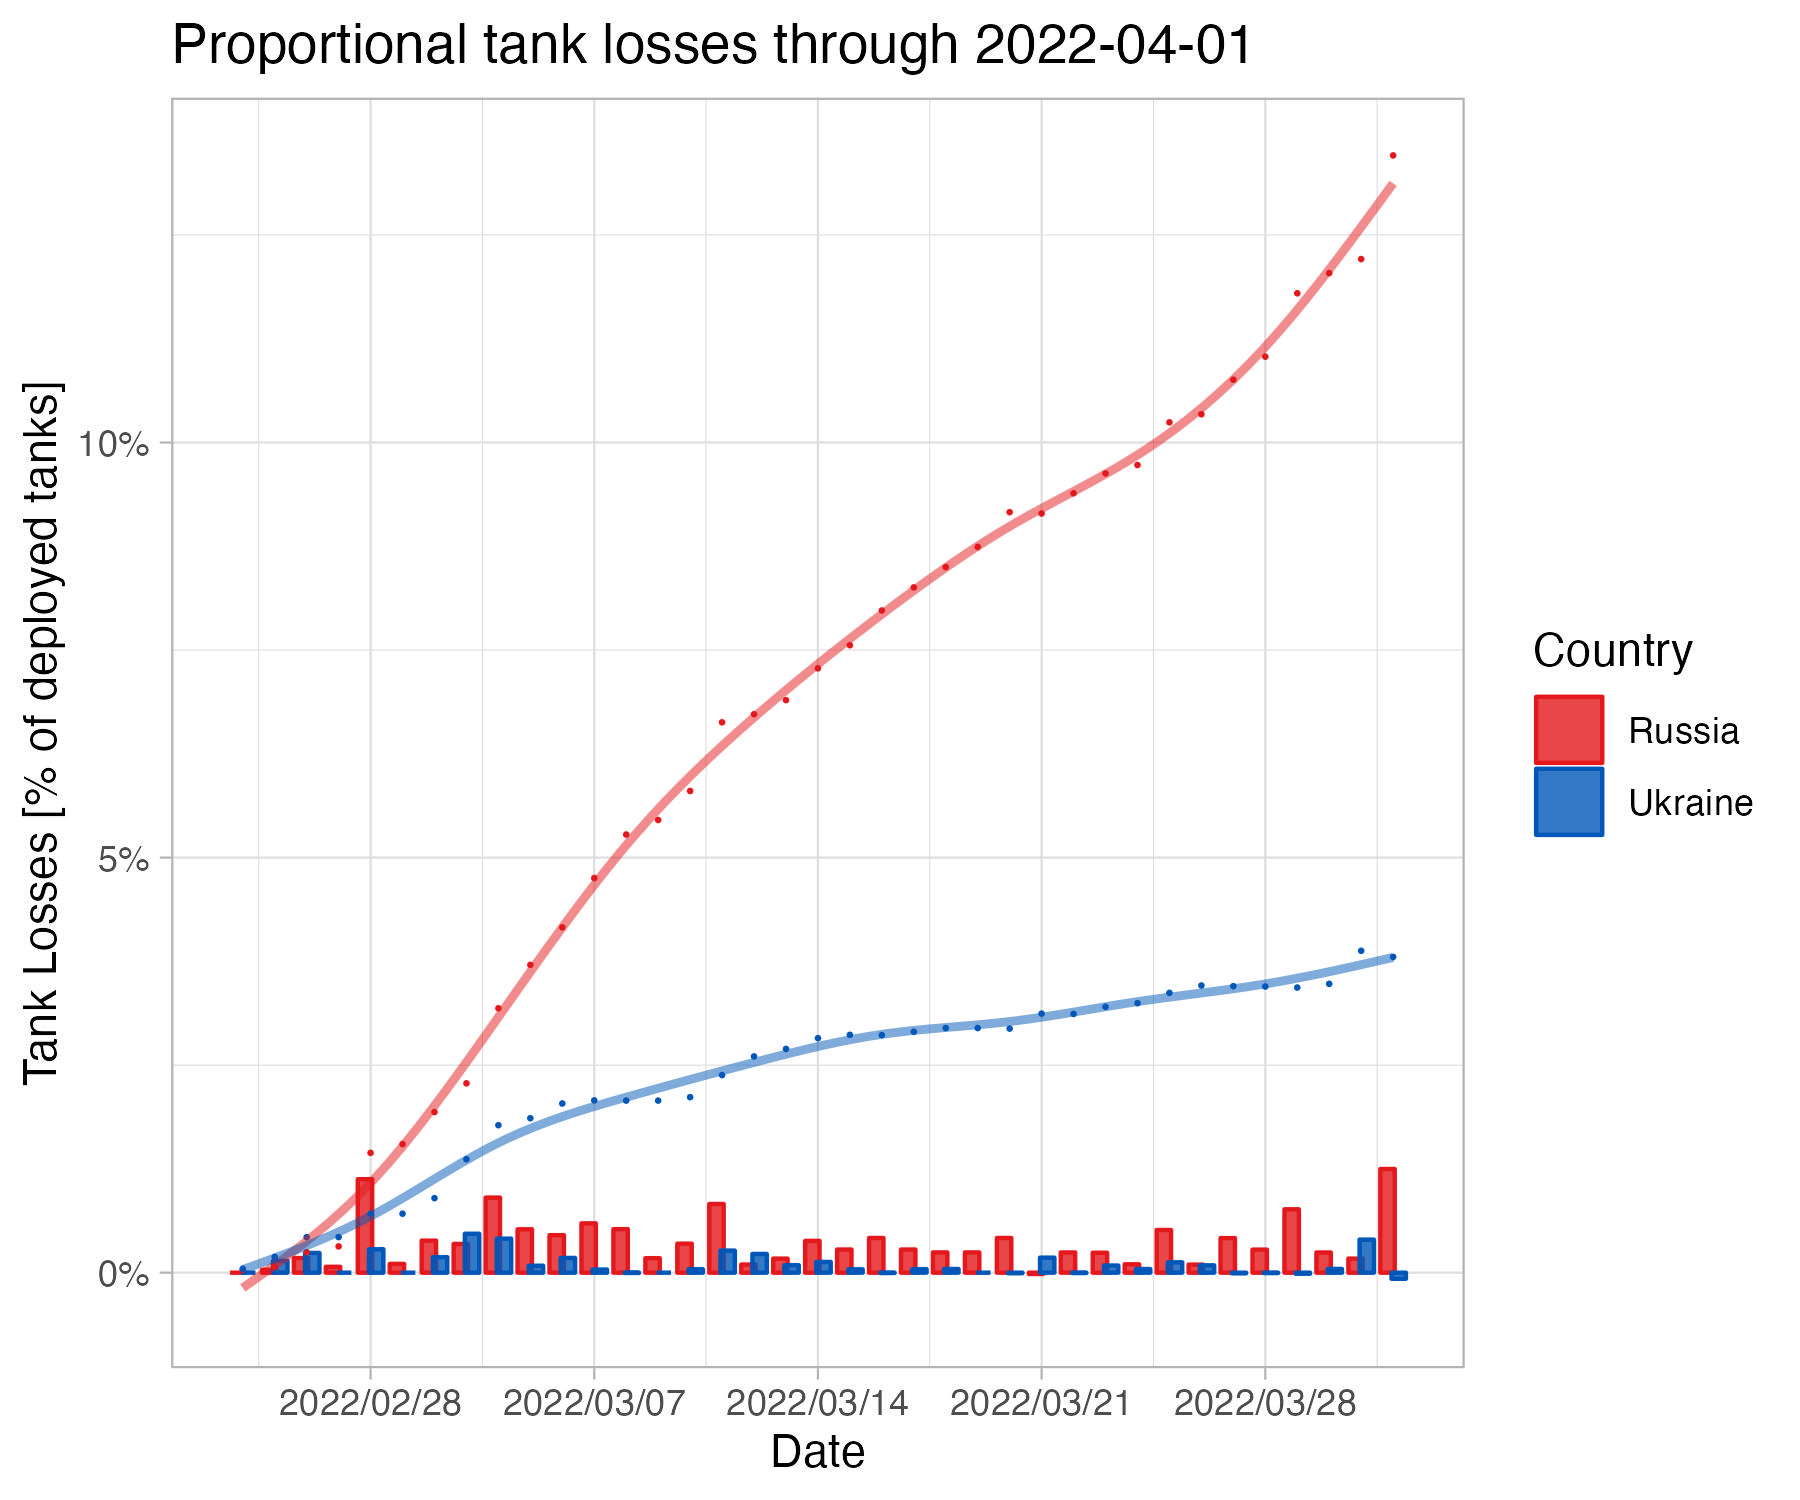 Proportional tank losses through 2022-04-01
Tank Losses [% of deployed tanks]
10%
5%
0%
2022/02/28 2022/03/07 2022/03/14 2022/03/21 2022/03/28
Date
Country
Russia
Ukraine